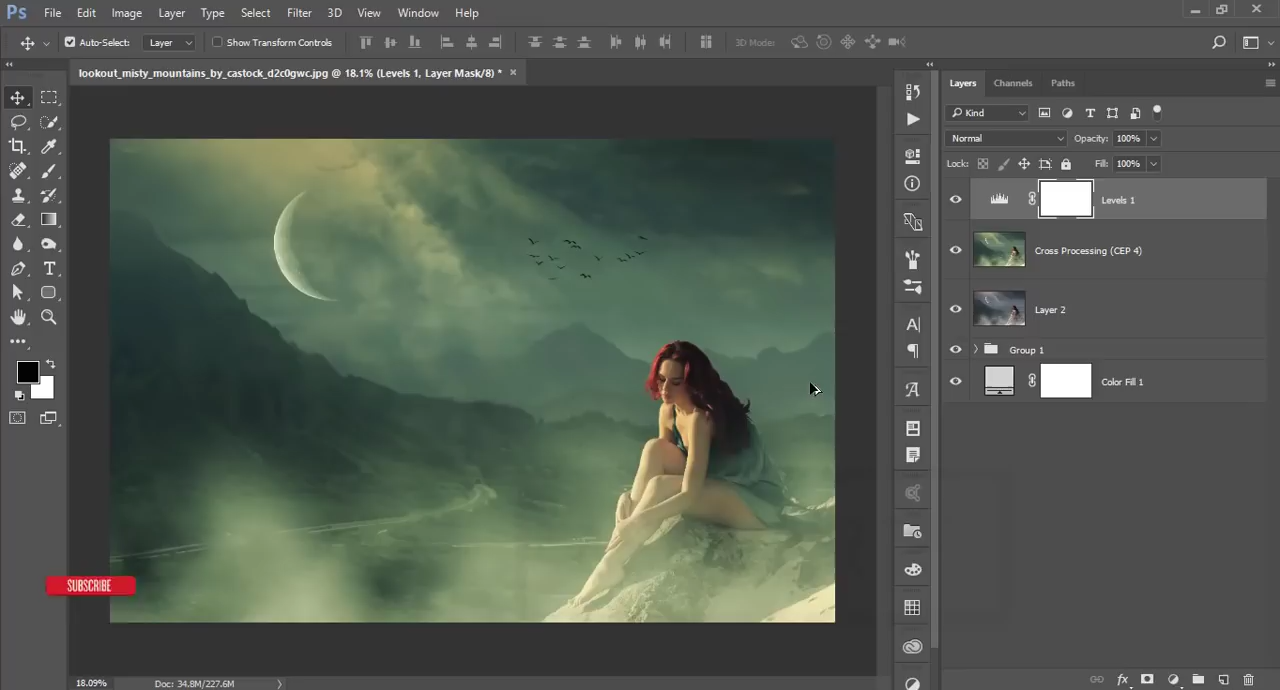 Ps File Edit Image Layer Type Select Filter 3D View Window Help
Auto-Select: Layer Show Transform Controls 3D Mode:
lookout_misty_mountains_by_castock_d2c0gwc.jpg @ 18.1% (Levels 1, Layer Mask/8) *
Layers Channels Paths
Kind
Normal Opacity: 100%
Lock: Fill: 100%
Levels 1
Cross Processing (CEP 4)
Layer 2
Group 1
Color Fill 1
SUBSCRIBE
18.09% Doc: 34.8M/227.6M